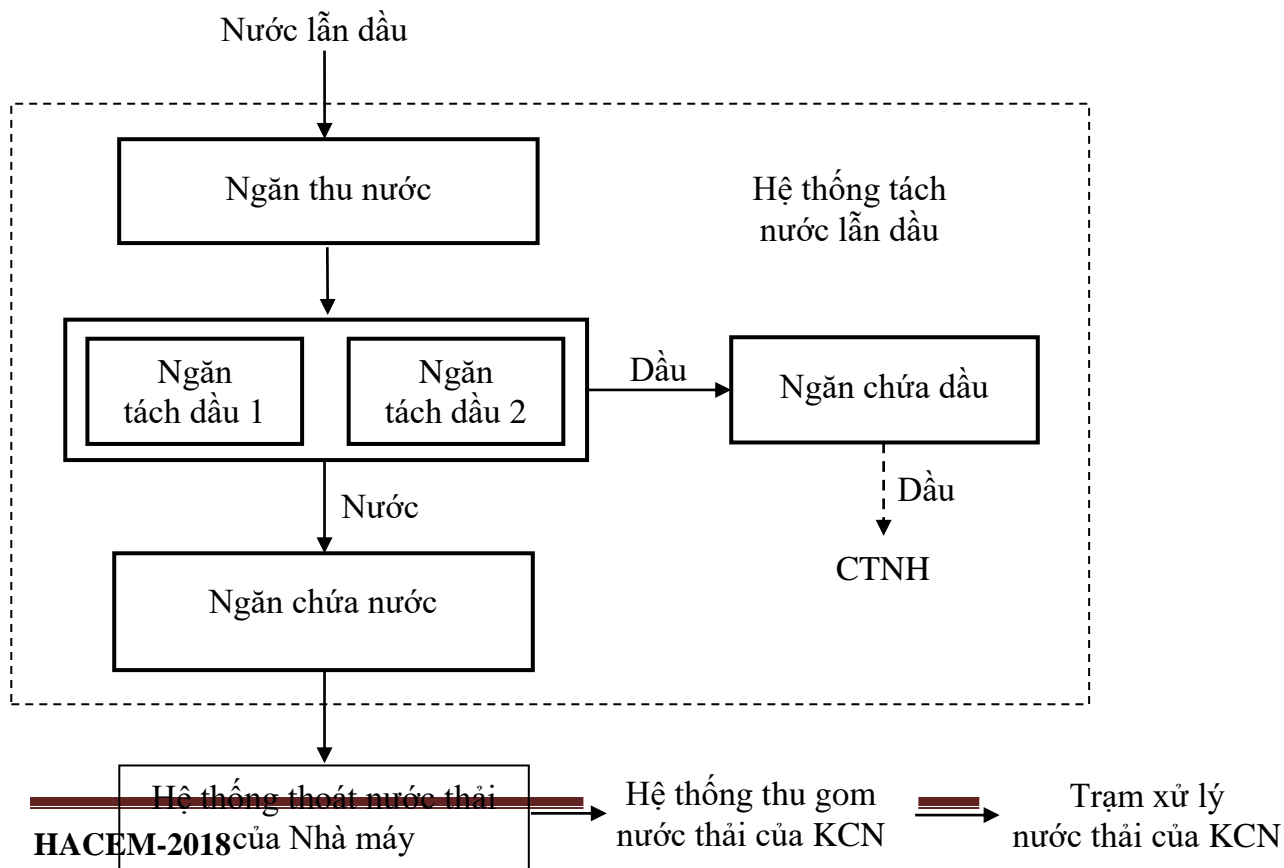 Nước lẫn dầu
Ngăn thu nước
Hệ thống tách
nước lẫn dầu
Ngăn
tách dầu 1
Ngăn
tách dầu 2
Dầu
Ngăn chứa dầu
Nước
Dầu
CTNH
Ngăn chứa nước
Hệ thống thoát nước thải
của Nhà máy
Hệ thống thu gom
nước thải của KCN
Trạm xử lý
nước thải của KCN
HACEM-2018